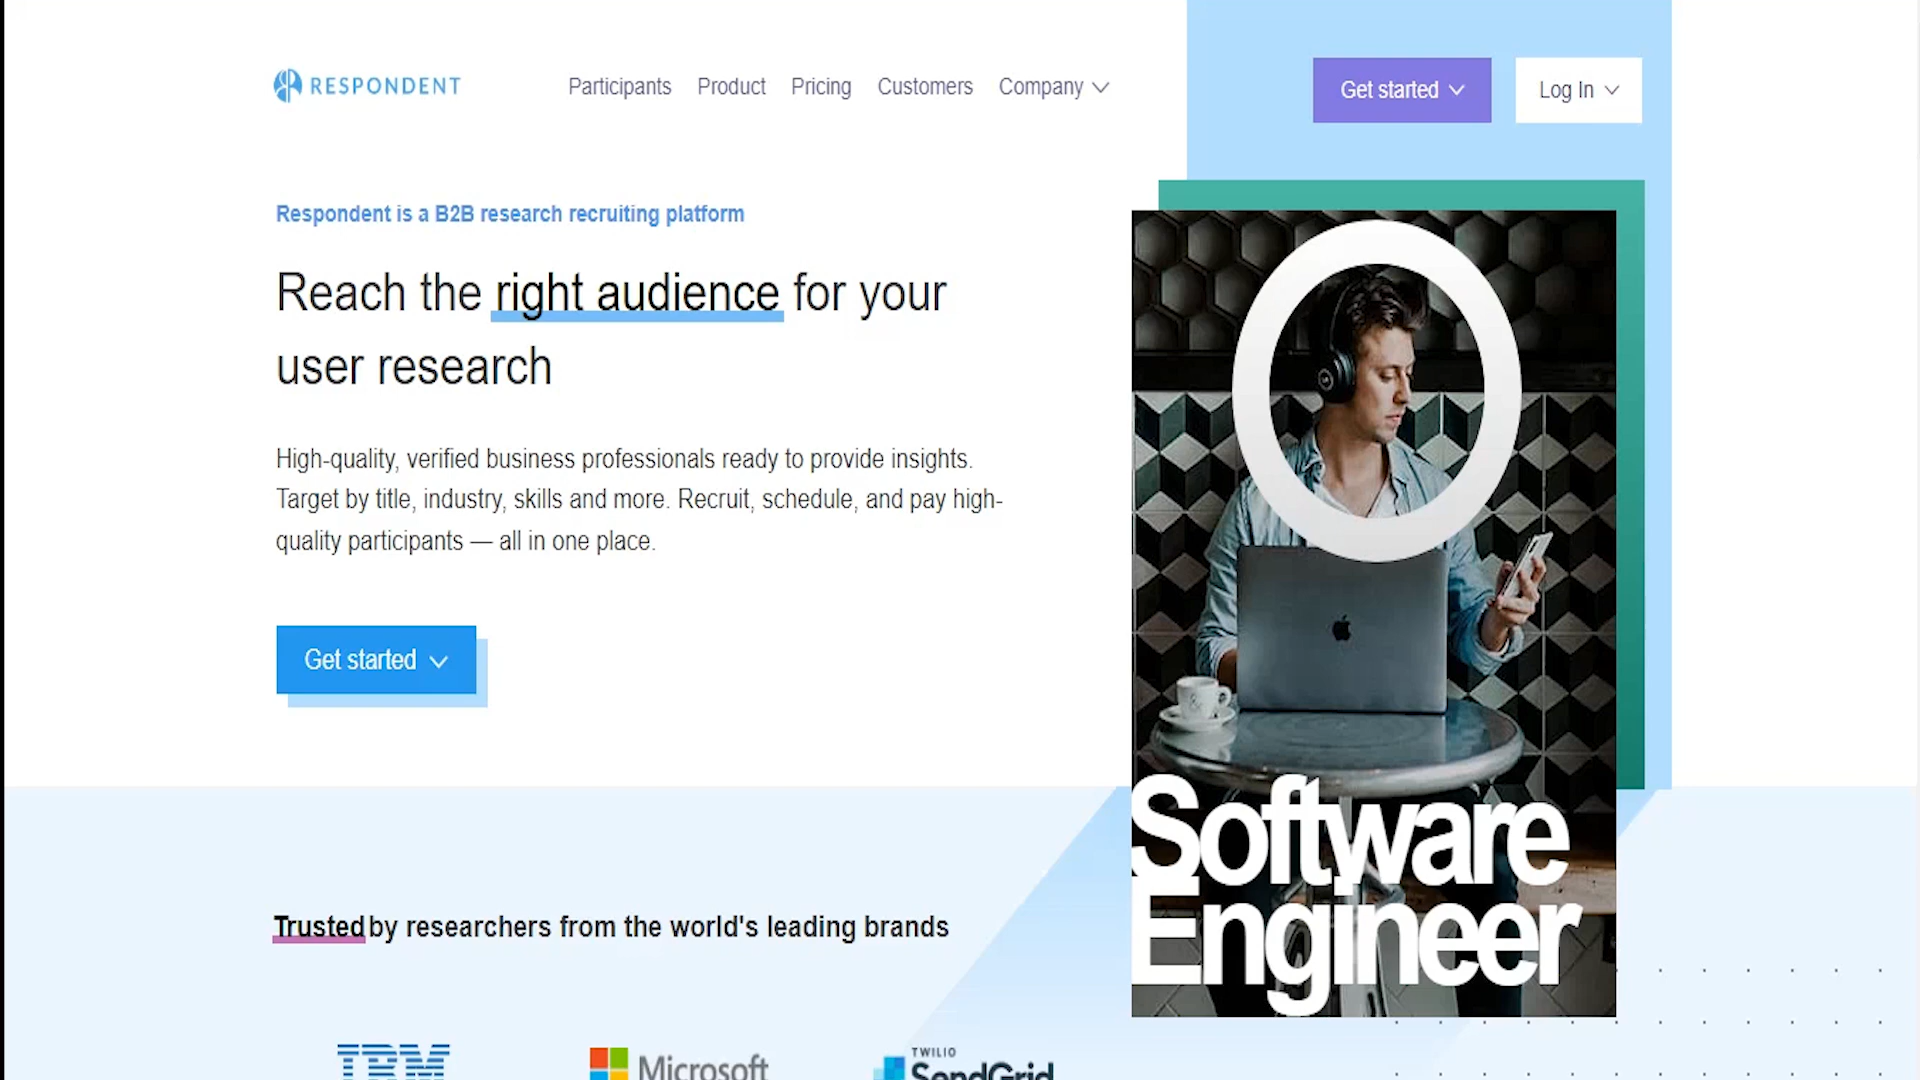 RESPONDENT
Participants
Product
Pricing
Customers
Company
Get started
Log In
Respondent is a B2B research recruiting platform
Reach the right audience for your
user research
High-quality, verified business professionals ready to provide insights.
Target by title, industry, skills and more. Recruit, schedule, and pay high-
quality participants — all in one place.
Get started
Software
Engineer
Trusted by researchers from the world's leading brands
IBM
Microsoft
TWILIO
SendGrid